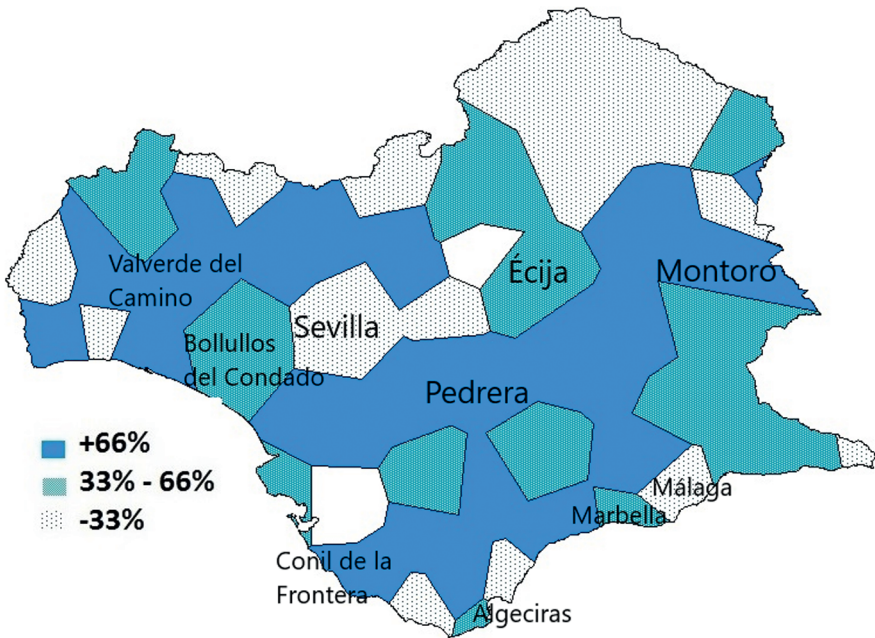 Valverde del
Camino
Écija
Montoro
Sevilla
Bollullos
del Condado
Pedrera
+66%
33% - 66%
-33%
Málaga
Marbella
Conil de la
Frontera
Algeciras